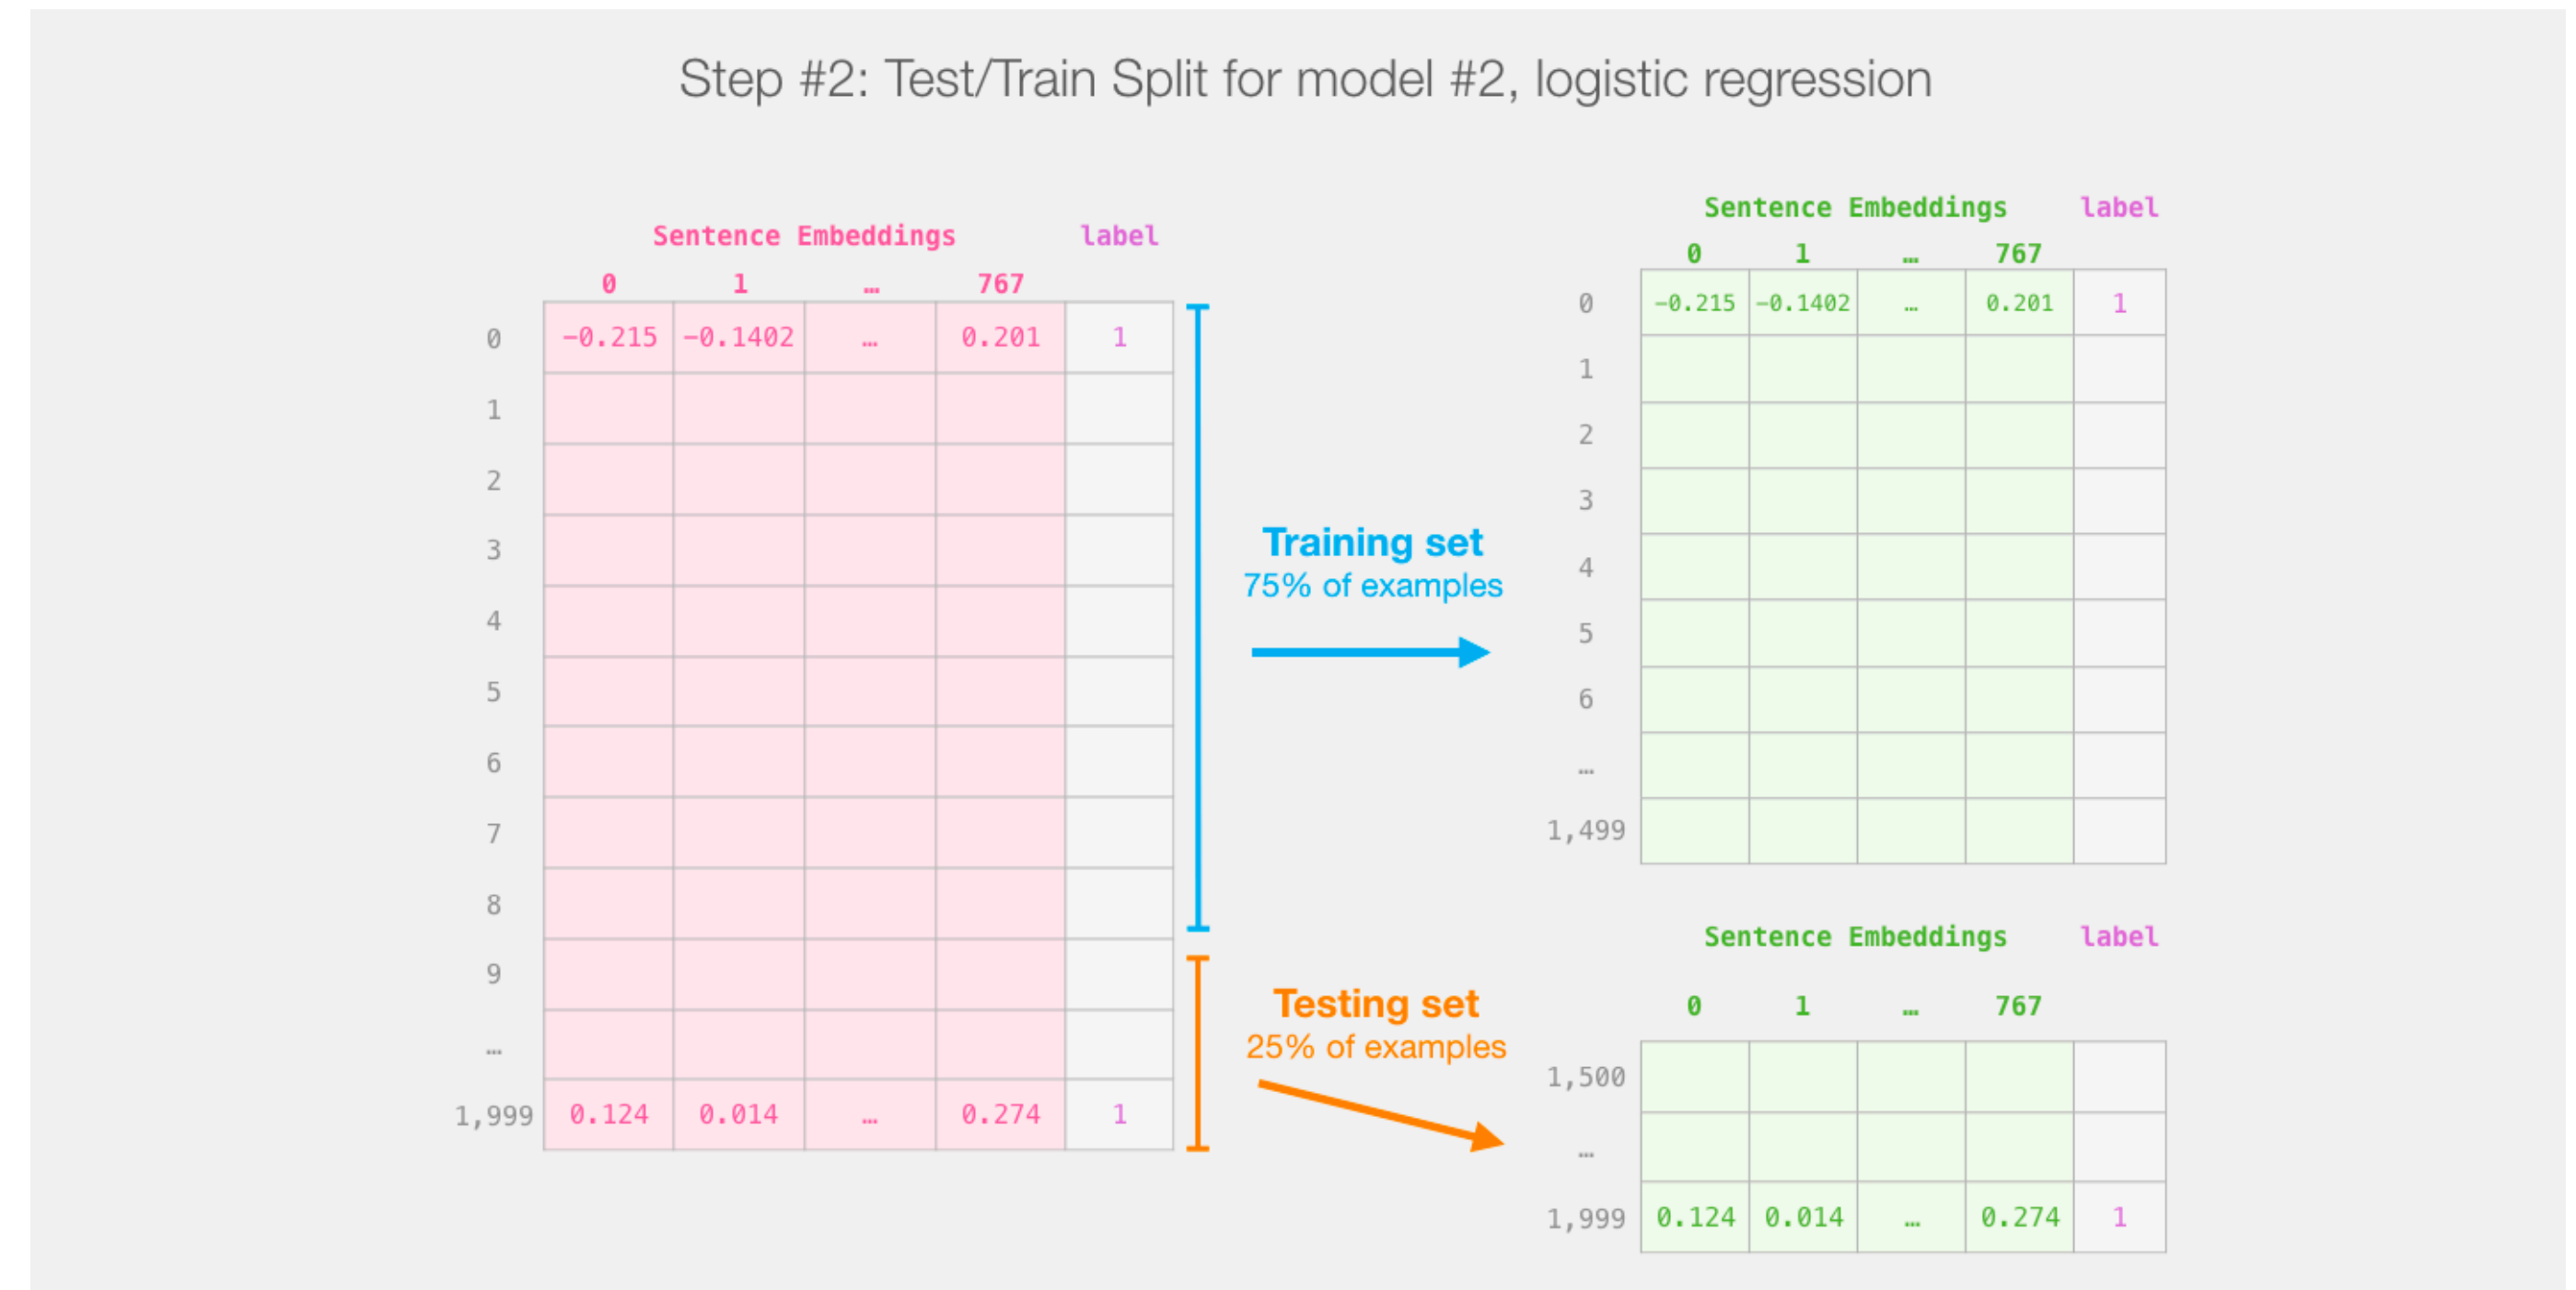 Step #2: Test/Train Split for model #2, logistic regression
Sentence Embeddings label
0 1 … 767
0 −0.215 −0.1402 … 0.201 1
1
2
3
4
5
6
7
8
9
…
1,999 0.124 0.014 … 0.274 1
Training set
75% of examples
Testing set
25% of examples
Sentence Embeddings label
0 1 … 767
0 −0.215 −0.1402 … 0.201 1
1
2
3
4
5
6
…
1,499
Sentence Embeddings label
0 1 … 767
1,500
…
1,999 0.124 0.014 … 0.274 1